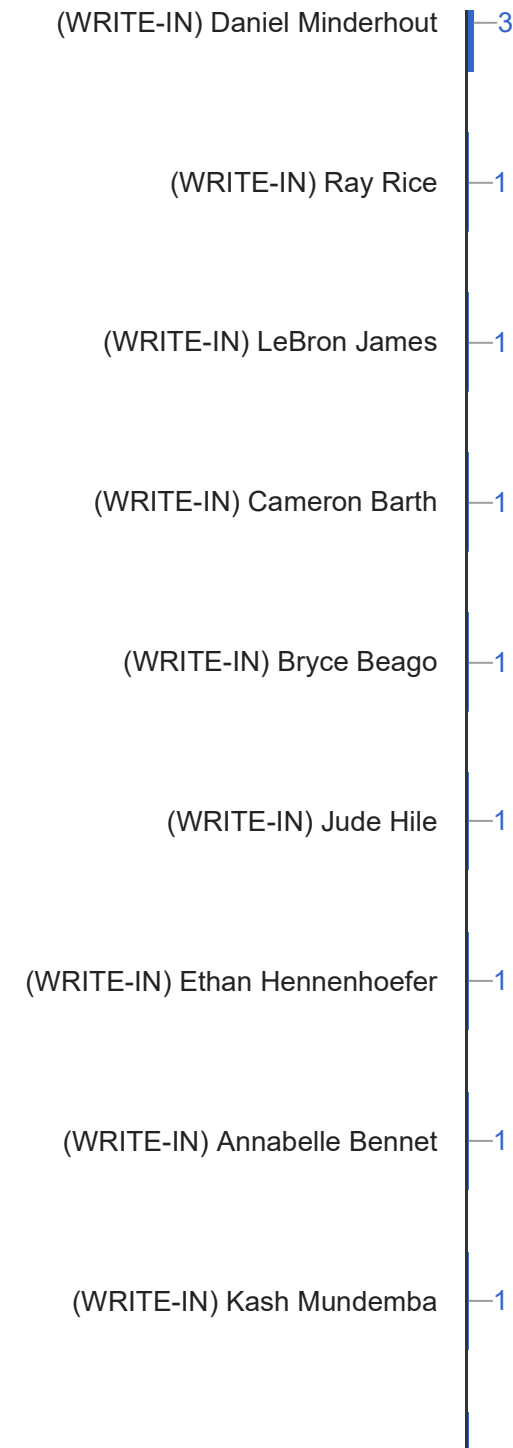 (WRITE-IN) Daniel Minderhout 3
(WRITE-IN) Ray Rice 1
(WRITE-IN) LeBron James 1
(WRITE-IN) Cameron Barth 1
(WRITE-IN) Bryce Beago 1
(WRITE-IN) Jude Hile 1
(WRITE-IN) Ethan Hennenhoefer 1
(WRITE-IN) Annabelle Bennet 1
(WRITE-IN) Kash Mundemba 1